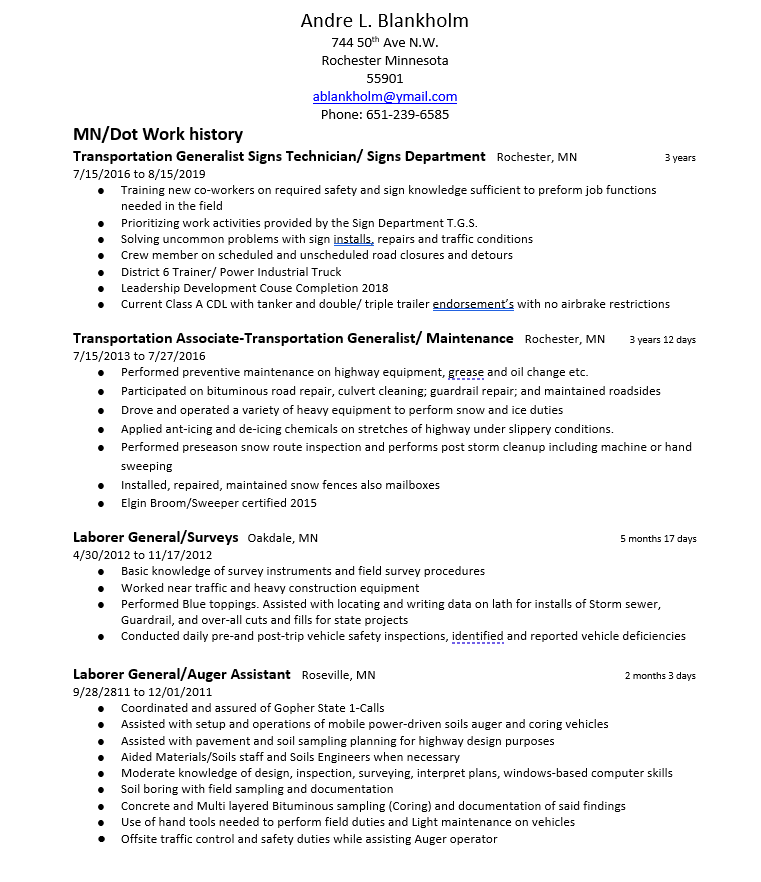 Andre L. Blankholm
744 50th Ave N.W.
Rochester Minnesota
55901
ablankholm@ymail.com
Phone: 651-239-6585
MN/Dot Work history
Transportation Generalist Signs Technician/ Signs Department Rochester, MN 3 years
7/15/2016 to 8/15/2019
● Training new co-workers on required safety and sign knowledge sufficient to preform job functions
needed in the field
● Prioritizing work activities provided by the Sign Department T.G.S.
● Solving uncommon problems with sign installs, repairs and traffic conditions
● Crew member on scheduled and unscheduled road closures and detours
● District 6 Trainer/ Power Industrial Truck
● Leadership Development Couse Completion 2018
● Current Class A CDL with tanker and double/ triple trailer endorsement's with no airbrake restrictions
Transportation Associate-Transportation Generalist/ Maintenance Rochester, MN 3 years 12 days
7/15/2013 to 7/27/2016
● Performed preventive maintenance on highway equipment, grease and oil change etc.
● Participated on bituminous road repair, culvert cleaning; guardrail repair; and maintained roadsides
● Drove and operated a variety of heavy equipment to perform snow and ice duties
● Applied ant-icing and de-icing chemicals on stretches of highway under slippery conditions.
● Performed preseason snow route inspection and performs post storm cleanup including machine or hand
sweeping
● Installed, repaired, maintained snow fences also mailboxes
● Elgin Broom/Sweeper certified 2015
Laborer General/Surveys Oakdale, MN 5 months 17 days
4/30/2012 to 11/17/2012
● Basic knowledge of survey instruments and field survey procedures
● Worked near traffic and heavy construction equipment
● Performed Blue toppings. Assisted with locating and writing data on lath for installs of Storm sewer,
Guardrail, and over-all cuts and fills for state projects
● Conducted daily pre-and post-trip vehicle safety inspections, identified and reported vehicle deficiencies
Laborer General/Auger Assistant Roseville, MN 2 months 3 days
9/28/2811 to 12/01/2011
● Coordinated and assured of Gopher State 1-Calls
● Assisted with setup and operations of mobile power-driven soils auger and coring vehicles
● Assisted with pavement and soil sampling planning for highway design purposes
● Aided Materials/Soils staff and Soils Engineers when necessary
● Moderate knowledge of design, inspection, surveying, interpret plans, windows-based computer skills
● Soil boring with field sampling and documentation
● Concrete and Multi layered Bituminous sampling (Coring) and documentation of said findings
● Use of hand tools needed to perform field duties and Light maintenance on vehicles
● Offsite traffic control and safety duties while assisting Auger operator